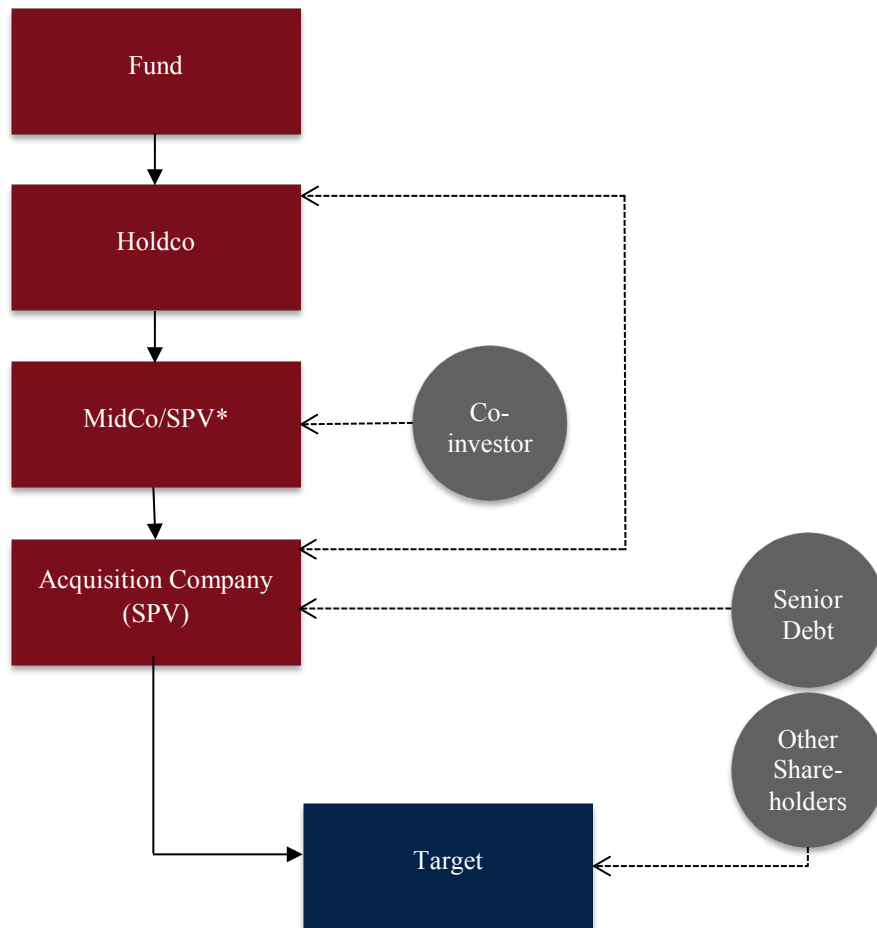 Fund
Holdco
MidCo/SPV*
Co-
investor
Acquisition Company
(SPV)
Senior
Debt
Other
Share-
holders
Target